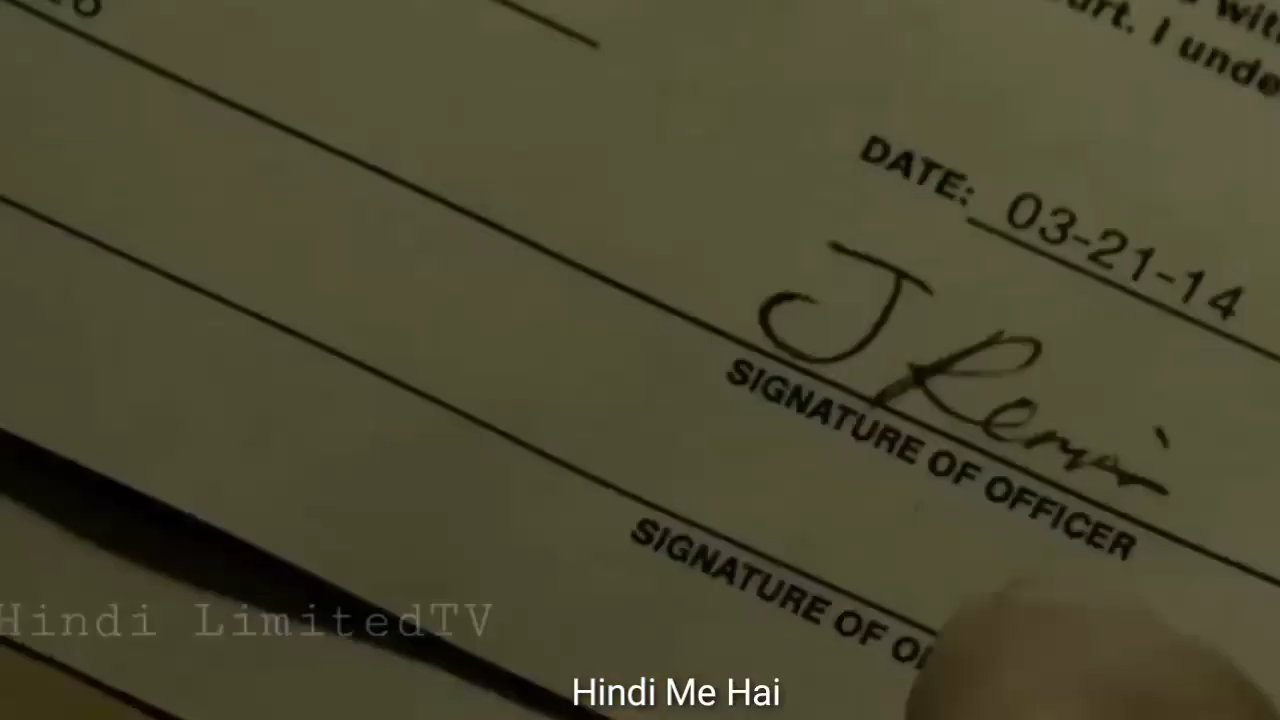 urt. I unde
DATE: 03-21-14
J Remi
SIGNATURE OF OFFICER
SIGNATURE OF
Hindi LimitedTV
Hindi Me Hai